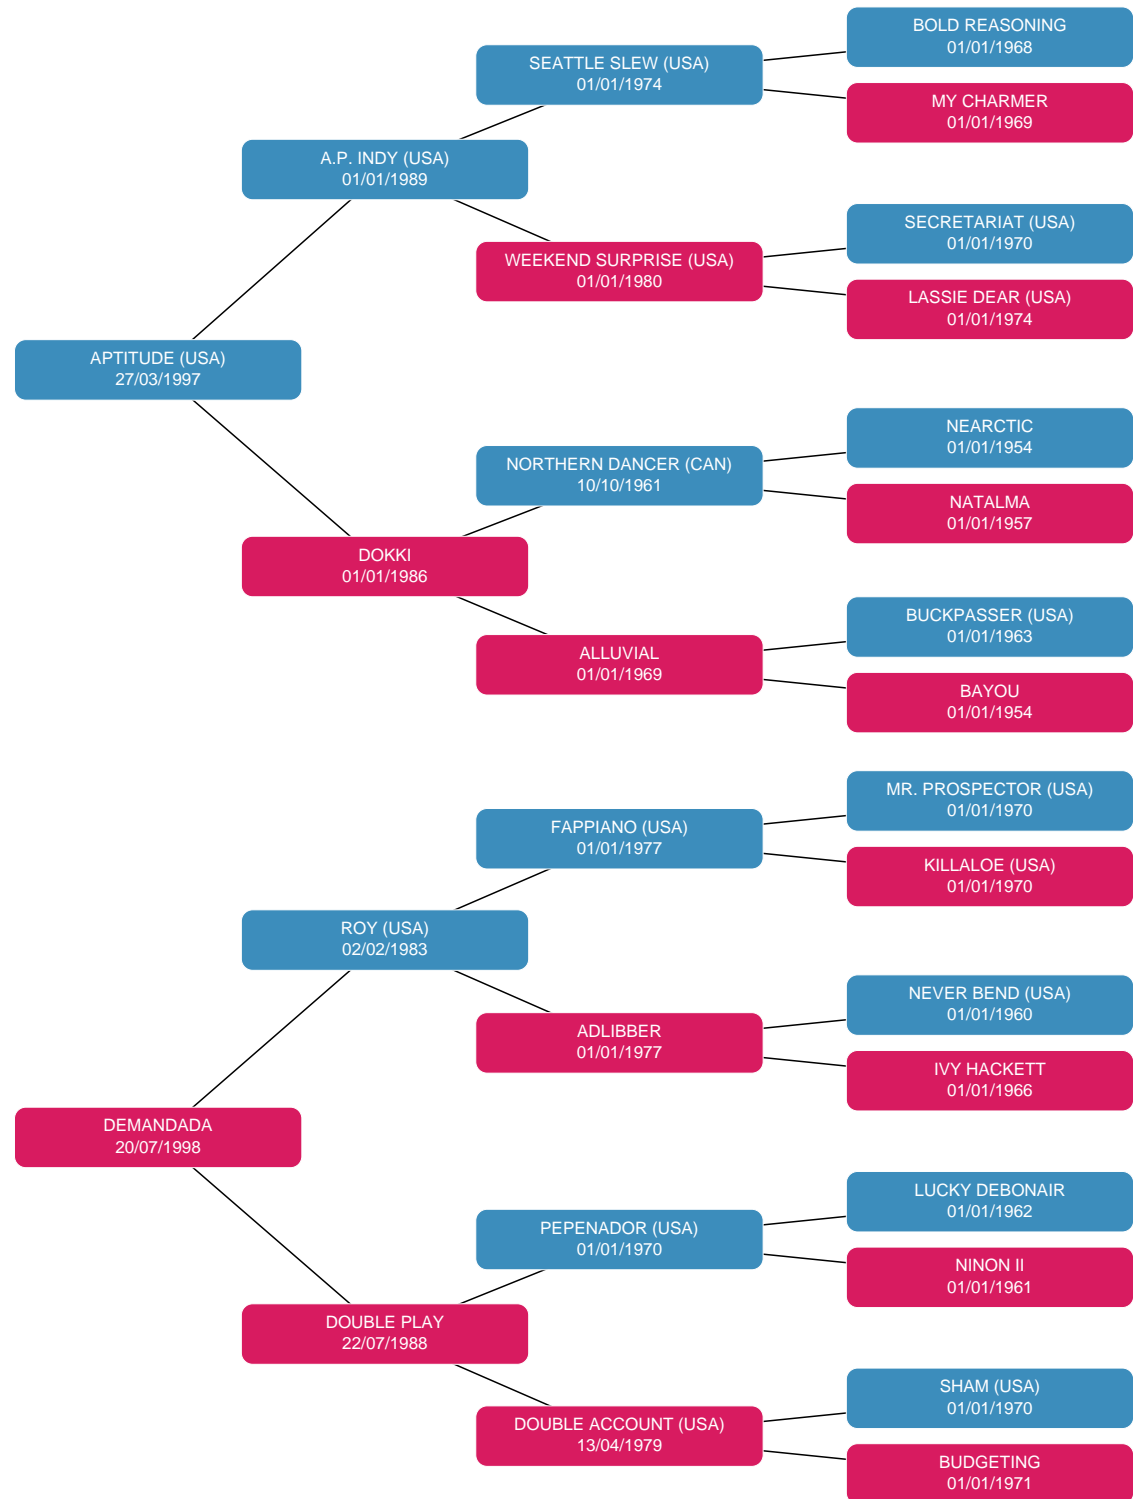 BOLD REASONING
01/01/1968
SEATTLE SLEW (USA)
01/01/1974
MY CHARMER
01/01/1969
A.P. INDY (USA)
01/01/1989
SECRETARIAT (USA)
01/01/1970
WEEKEND SURPRISE (USA)
01/01/1980
LASSIE DEAR (USA)
01/01/1974
APTITUDE (USA)
27/03/1997
NEARCTIC
01/01/1954
NORTHERN DANCER (CAN)
10/10/1961
NATALMA
01/01/1957
DOKKI
01/01/1986
BUCKPASSER (USA)
01/01/1963
ALLUVIAL
01/01/1969
BAYOU
01/01/1954
MR. PROSPECTOR (USA)
01/01/1970
FAPPIANO (USA)
01/01/1977
KILLALOE (USA)
01/01/1970
ROY (USA)
02/02/1983
NEVER BEND (USA)
01/01/1960
ADLIBBER
01/01/1977
IVY HACKETT
01/01/1966
DEMANDADA
20/07/1998
LUCKY DEBONAIR
01/01/1962
PEPENADOR (USA)
01/01/1970
NINON II
01/01/1961
DOUBLE PLAY
22/07/1988
SHAM (USA)
01/01/1970
DOUBLE ACCOUNT (USA)
13/04/1979
BUDGETING
01/01/1971